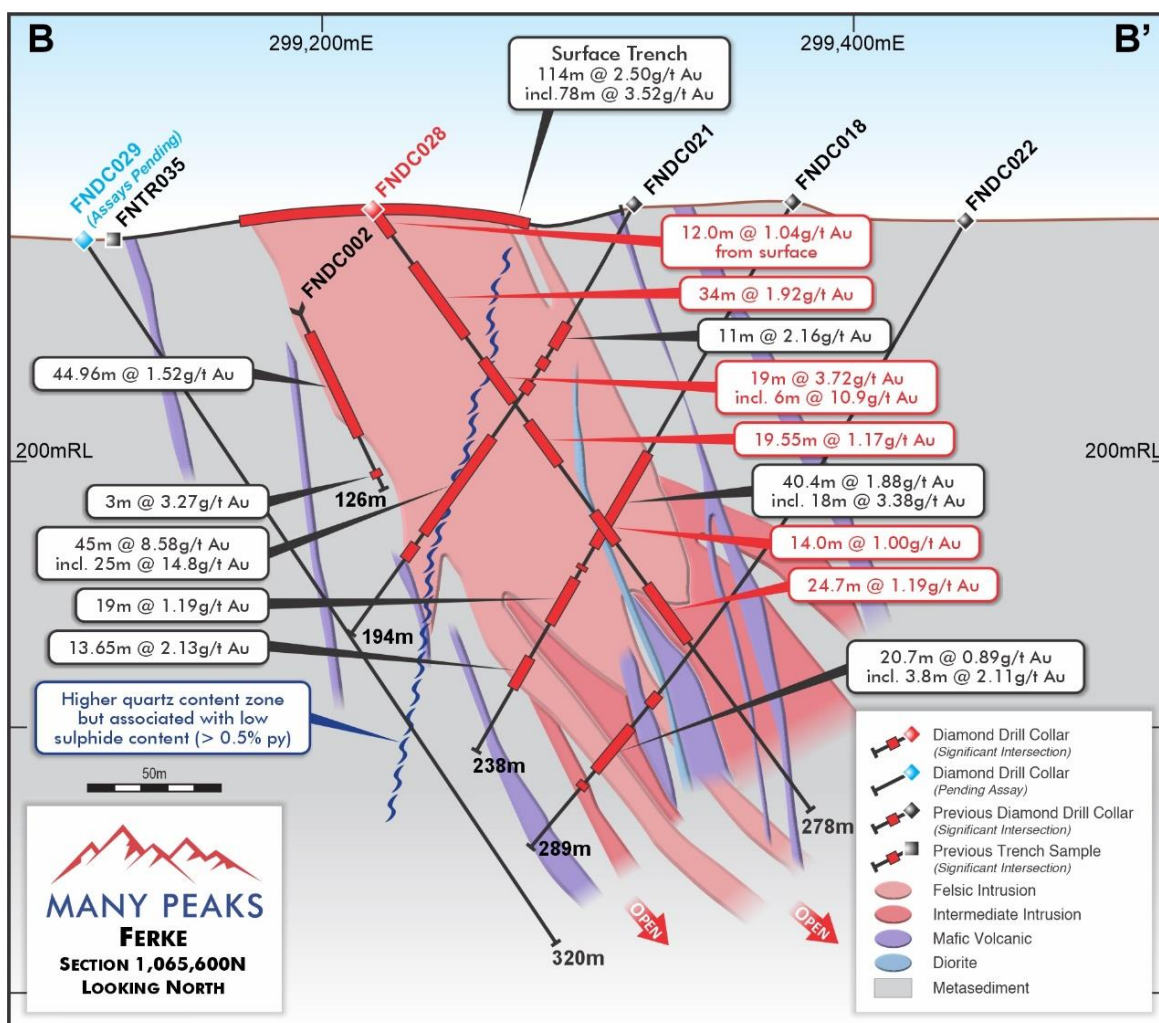 B
299,200mE
299,400mE
B’
Surface Trench
114m @ 2.50g/t Au
incl.78m @ 3.52g/t Au
FNDC029
(Assays Pending)
FNTR035
FNDC028
FNDC002
FNDC021
FNDC018
FNDC022
12.0m @ 1.04g/t Au
from surface
34m @ 1.92g/t Au
11m @ 2.16g/t Au
44.96m @ 1.52g/t Au
19m @ 3.72g/t Au
incl. 6m @ 10.9g/t Au
19.55m @ 1.17g/t Au
200mRL
200mRL
40.4m @ 1.88g/t Au
incl. 18m @ 3.38g/t Au
3m @ 3.27g/t Au
126m
45m @ 8.58g/t Au
incl. 25m @ 14.8g/t Au
14.0m @ 1.00g/t Au
24.7m @ 1.19g/t Au
19m @ 1.19g/t Au
194m
13.65m @ 2.13g/t Au
20.7m @ 0.89g/t Au
incl. 3.8m @ 2.11g/t Au
Higher quartz content zone
but associated with low
sulphide content (> 0.5% py)
238m
278m
289m
320m
50m
OPEN
OPEN
MANY PEAKS
FERKE
SECTION 1,065,600N
LOOKING NORTH
Diamond Drill Collar
(Significant Intersection)
Diamond Drill Collar
(Pending Assay)
Previous Diamond Drill Collar
(Significant Intersection)
Previous Trench Sample
(Significant Intersection)
Felsic Intrusion
Intermediate Intrusion
Mafic Volcanic
Diorite
Metasediment